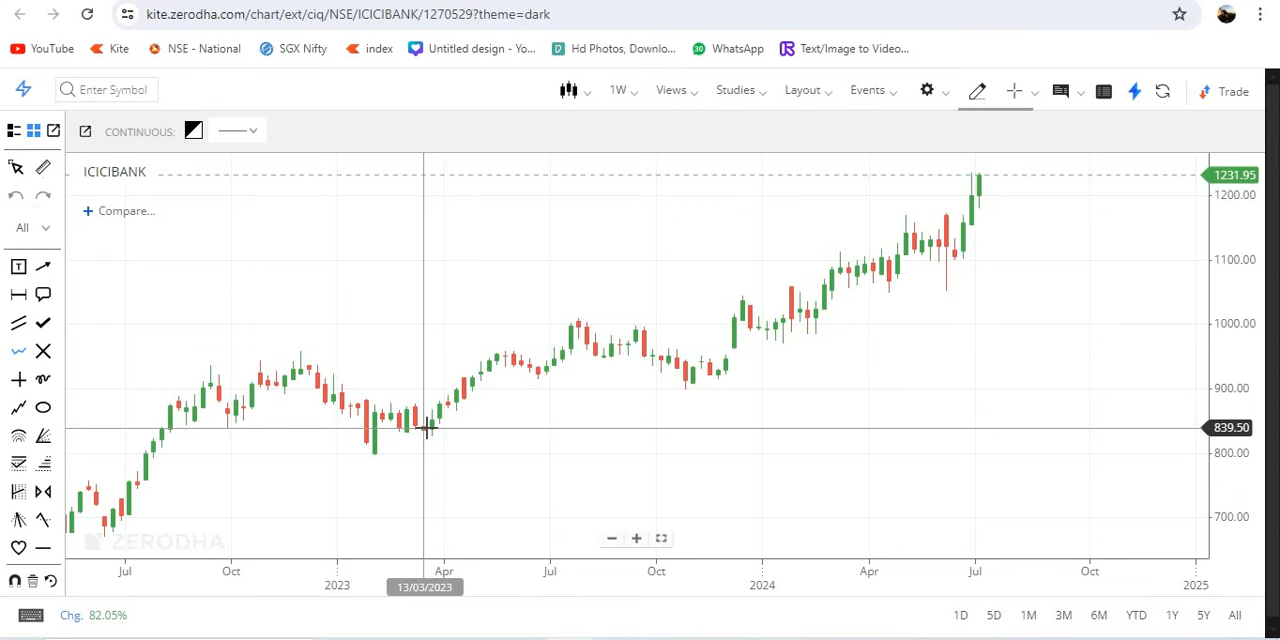 kite.zerodha.com/chart/ext/ciq/NSE/ICICIBANK/1270529?theme=dark
YouTube Kite NSE - National SGX Nifty index Untitled design - Yo... Hd Photos, Downlo... 30 WhatsApp Text/Image to Video...
Enter Symbol 1W Views Studies Layout Events Trade
CONTINUOUS:
ICICIBANK 1231.95
1200.00
+ Compare...
All
T
1100.00
1000.00
900.00
839.50
800.00
700.00
ZERODHA
Jul Oct 2023 Apr Jul Oct 2024 Apr Jul Oct 2025
13/03/2023
Chg. 82.05% 1D 5D 1M 3M 6M YTD 1Y 5Y All